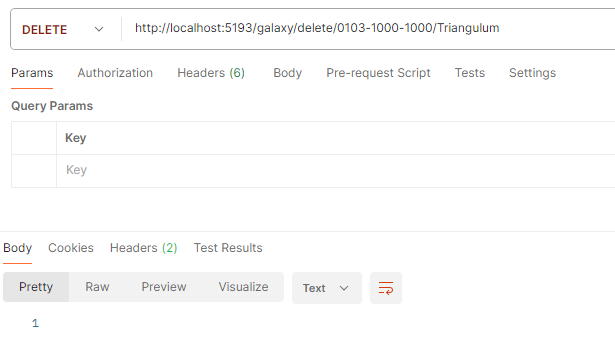 DELETE http://localhost:5193/galaxy/delete/0103-1000-1000/Triangulum
Params Authorization Headers (6) Body Pre-request Script Tests Settings
Query Params
Key
Key
Body Cookies Headers (2) Test Results
Pretty Raw Preview Visualize Text
1